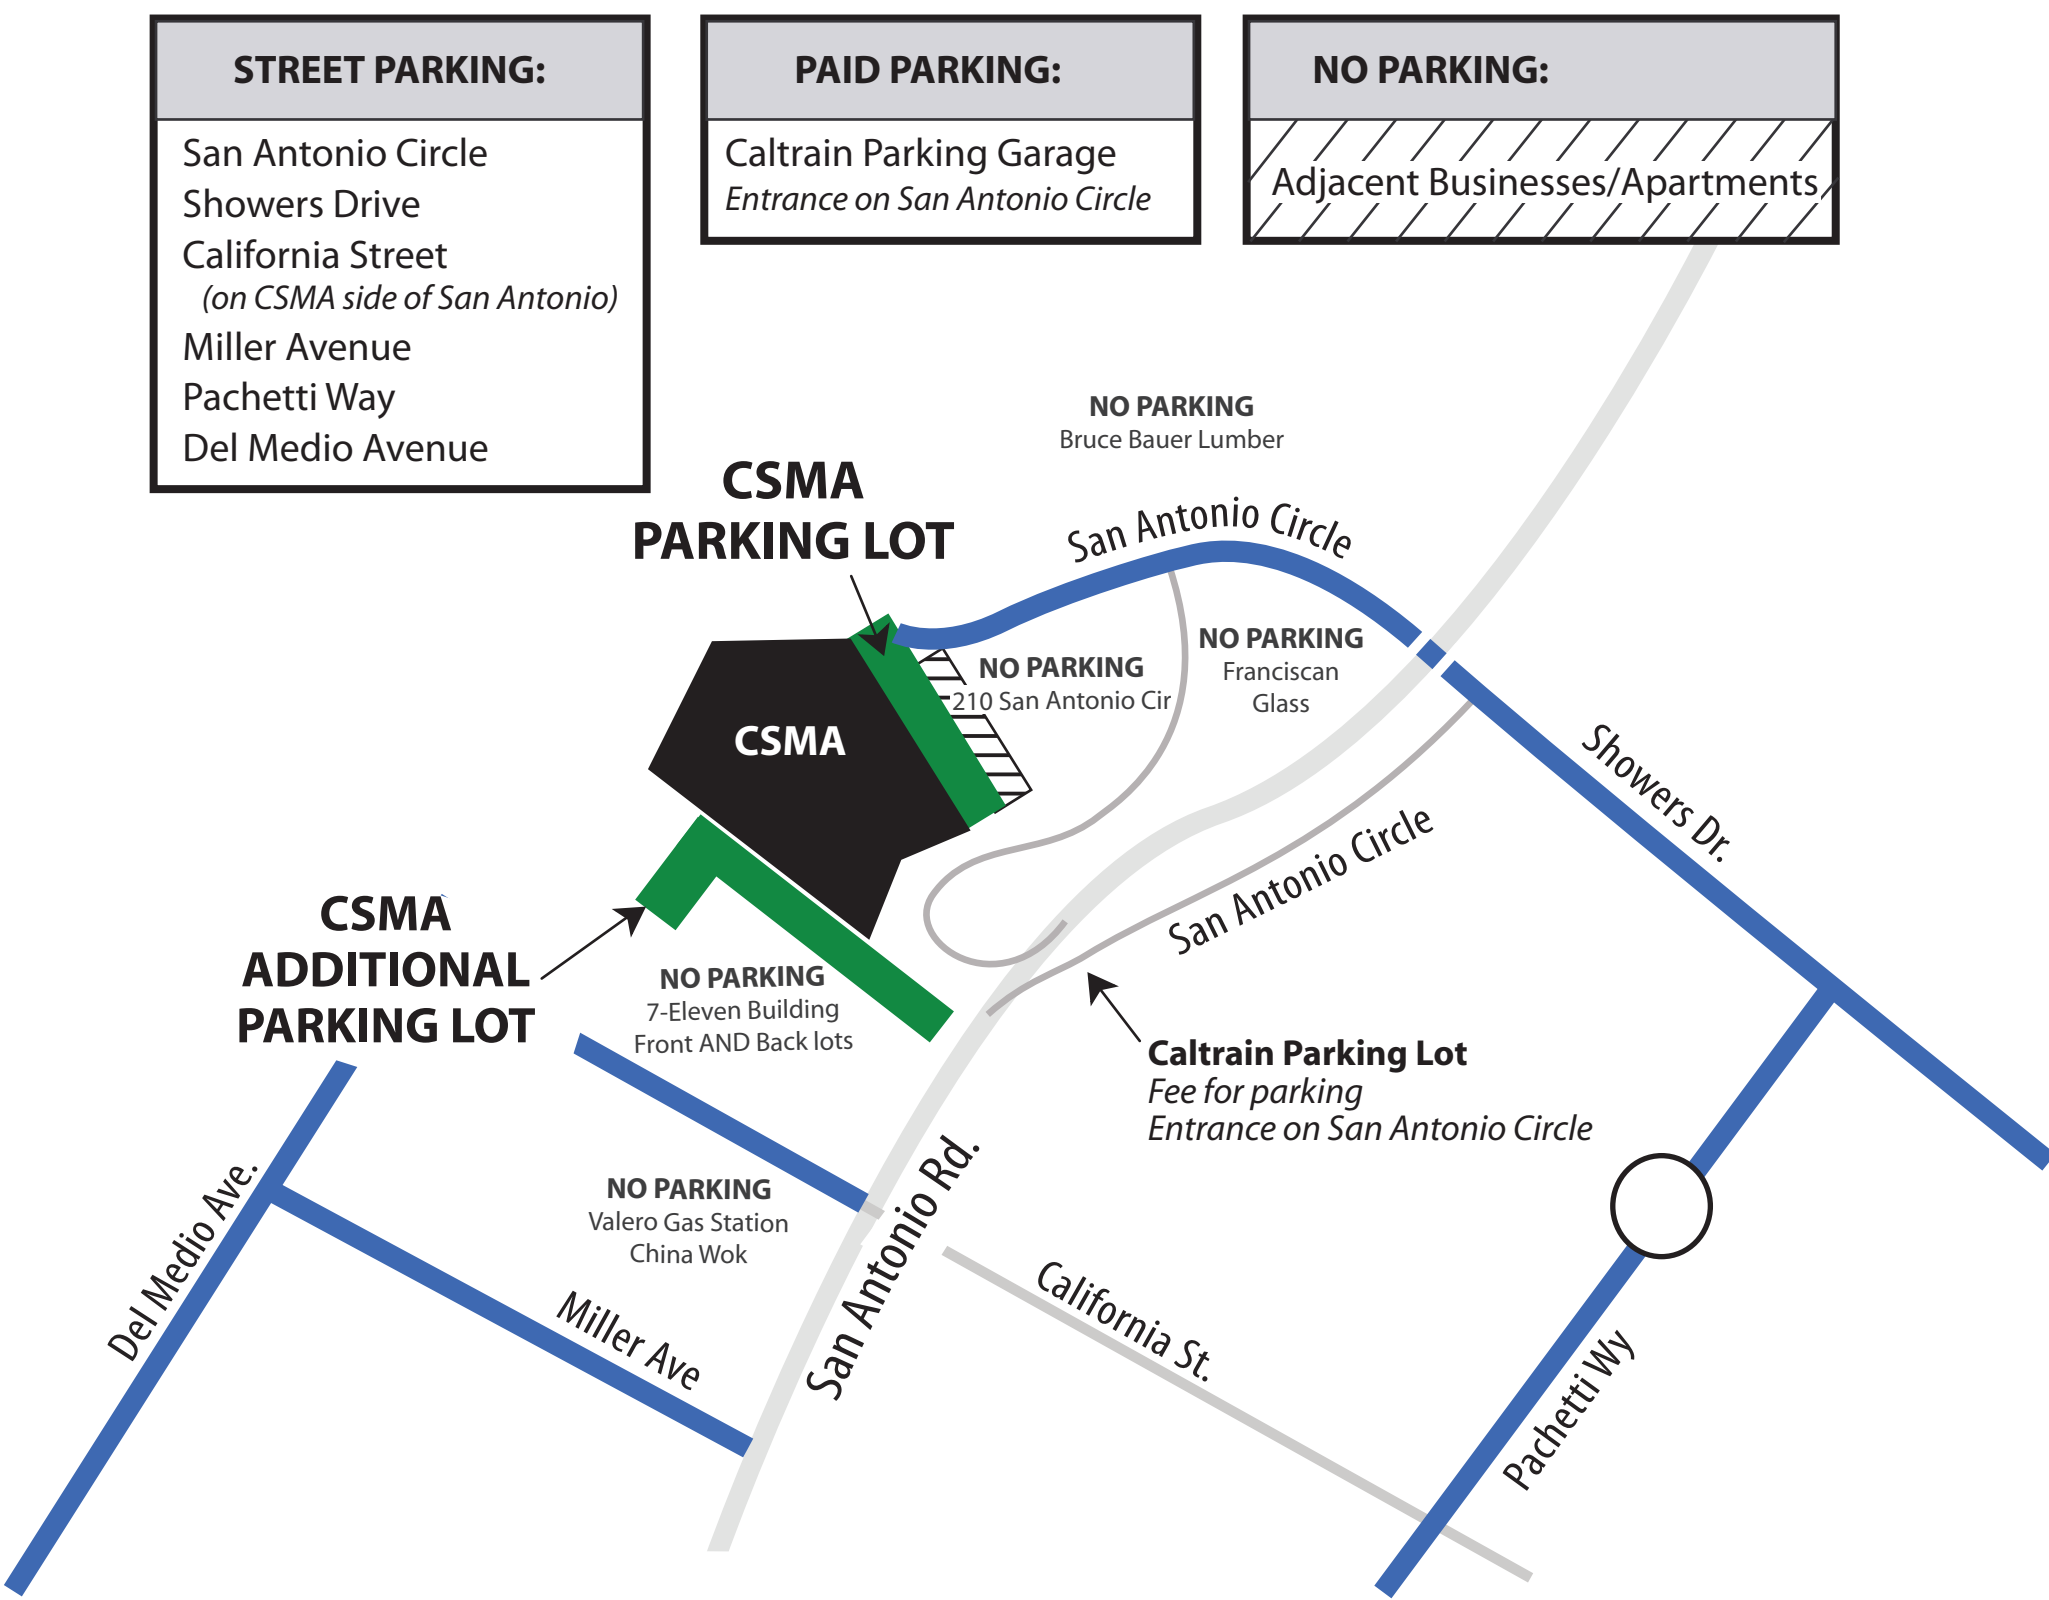 STREET PARKING:
San Antonio Circle
Showers Drive
California Street
(on CSMA side of San Antonio)
Miller Avenue
Pachetti Way
Del Medio Avenue
PAID PARKING:
Caltrain Parking Garage
Entrance on San Antonio Circle
NO PARKING:
Adjacent Businesses/Apartments
NO PARKING
Bruce Bauer Lumber
CSMA
PARKING LOT
San Antonio Circle
NO PARKING
Franciscan
Glass
NO PARKING
210 San Antonio Cir
CSMA
Showers Dr.
San Antonio Circle
CSMA
ADDITIONAL
PARKING LOT
NO PARKING
7-Eleven Building
Front AND Back lots
Caltrain Parking Lot
Fee for parking
Entrance on San Antonio Circle
NO PARKING
Valero Gas Station
China Wok
San Antonio Rd.
Del Medio Ave.
Miller Ave
California St.
Pachetti Wy